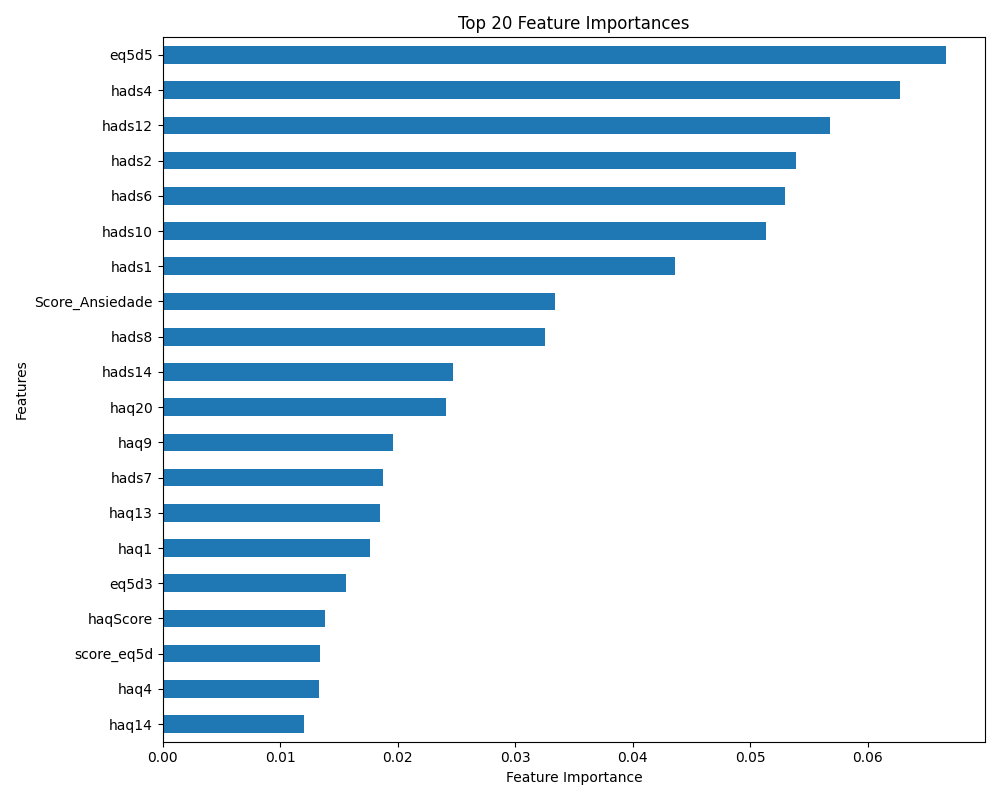 Top 20 Feature Importances
eq5d5
hads4
hads12
hads2
hads6
hads10
hads1
Score_Ansiedade
hads8
hads14
haq20
haq9
hads7
haq13
haq1
eq5d3
haqScore
score_eq5d
haq4
haq14
Features
0.00 0.01 0.02 0.03 0.04 0.05 0.06
Feature Importance